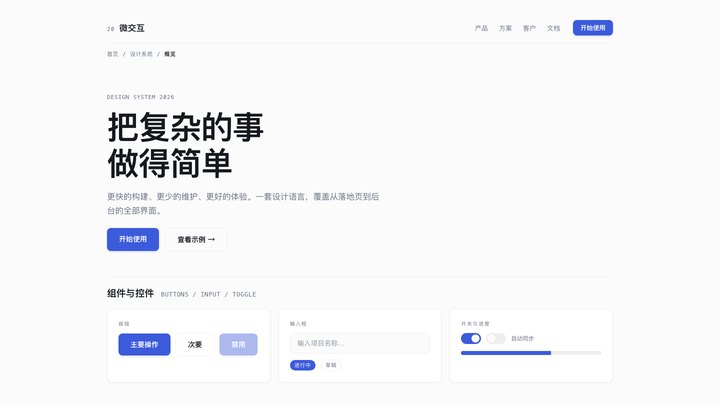 20 微交互
产品 方案 客户 文档 开始使用
首页 / 设计系统 / 概览
DESIGN SYSTEM 2026
把复杂的事
做得简单
更快的构建、更少的维护、更好的体验。一套设计语言，覆盖从落地页到后
台的全部界面。
开始使用 查看示例 →
组件与控件 BUTTONS / INPUT / TOGGLE
按钮
主要操作 次要 禁用
输入框
输入项目名称...
进行中 草稿
开关与进度
自动同步